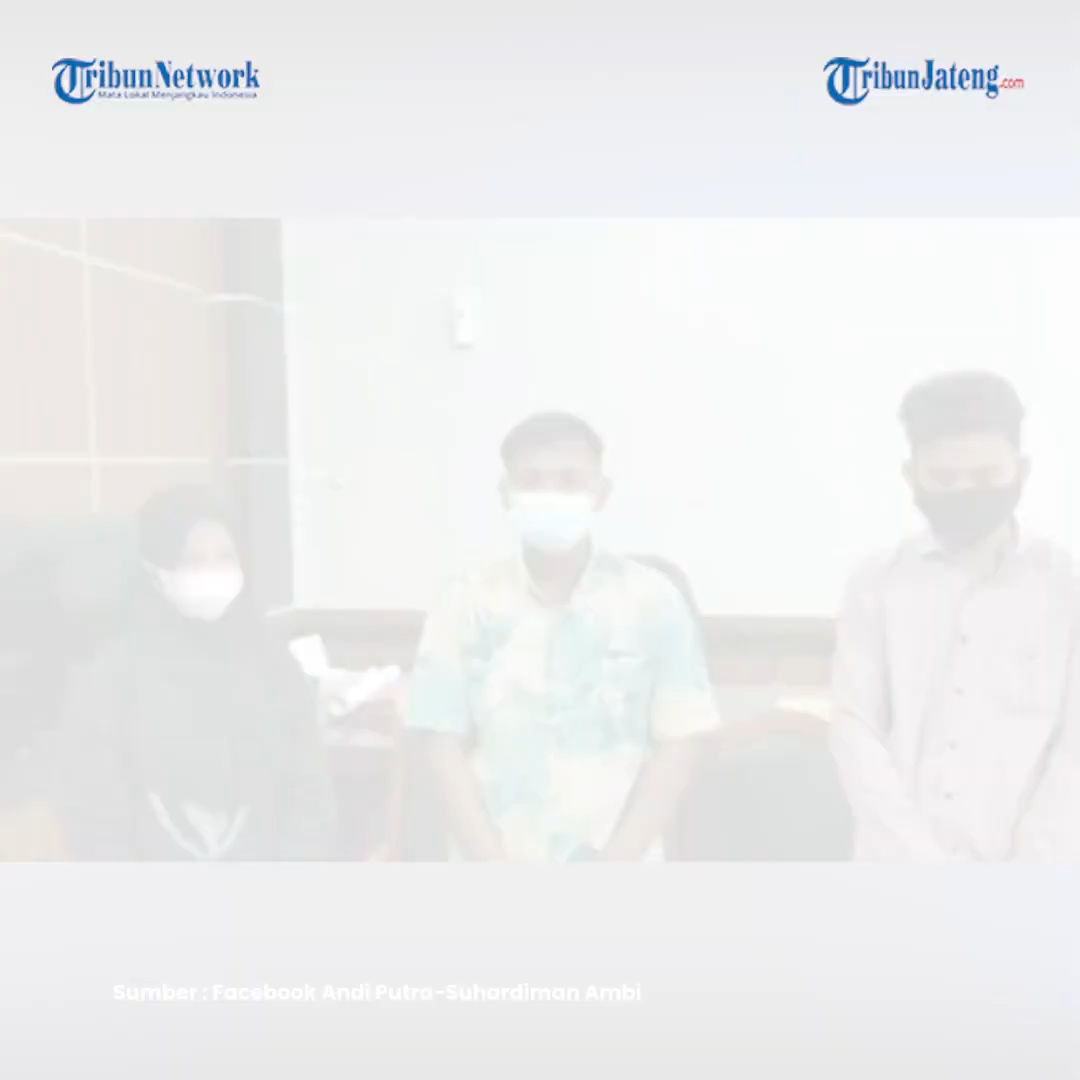 TribunNetwork
Mata Lokal Menjangkau Indonesia
TribunJateng.com
Sumber : Facebook Andi Putra-Suhardiman Ambi